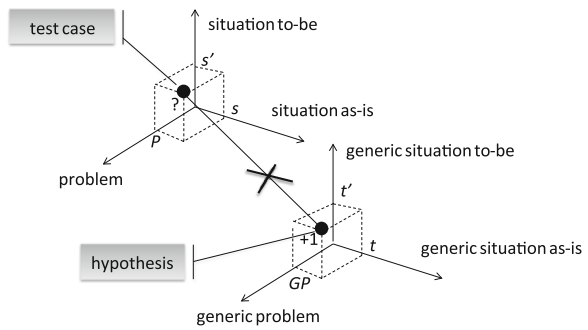 test case
situation to-be
s’
?
s
situation as-is
P
problem
generic situation to-be
t’
+1
t
generic situation as-is
hypothesis
GP
generic problem